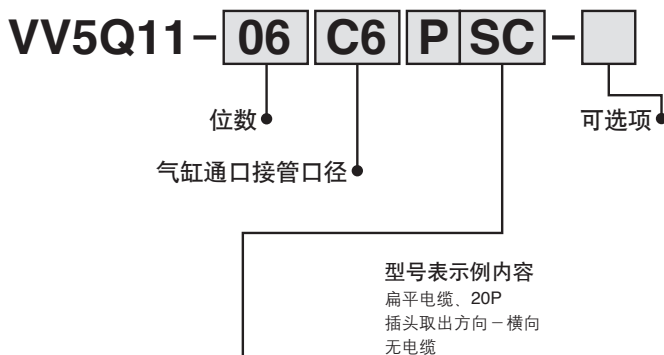 VV5Q11－06 C6 P SC－
位数
可选项
气缸通口接管口径
型号表示例内容
扁平电缆、20P
插头取出方向－横向
无电缆